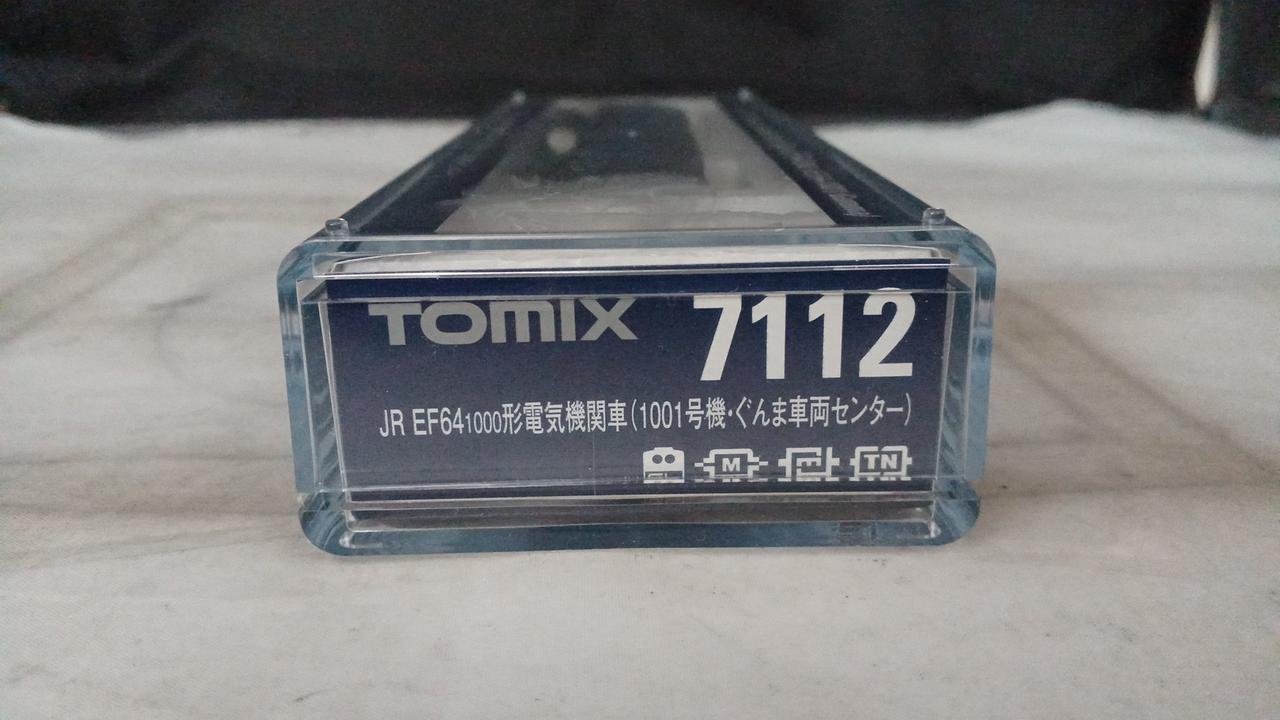 TOMIX 7112
JR EF641000形電気機関車(1001号機・ぐんま車両センター)
M TN